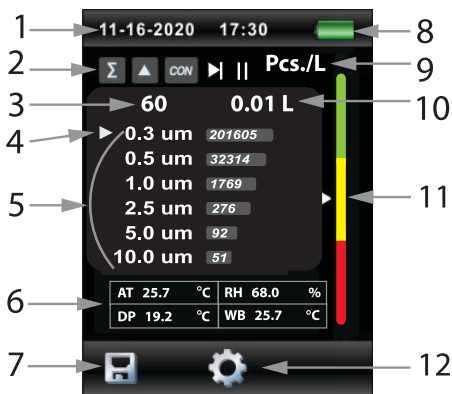 1 11-16-2020 17:30 8
2 Σ CON Pcs./L 9
3 60 0.01 L 10
4 0.3 um 201605
0.5 um 32314
5 1.0 um 1769 11
2.5 um 276
5.0 um 92
10.0 um 51
6 AT 25.7 °C RH 68.0 %
DP 19.2 °C WB 25.7 °C
7 12